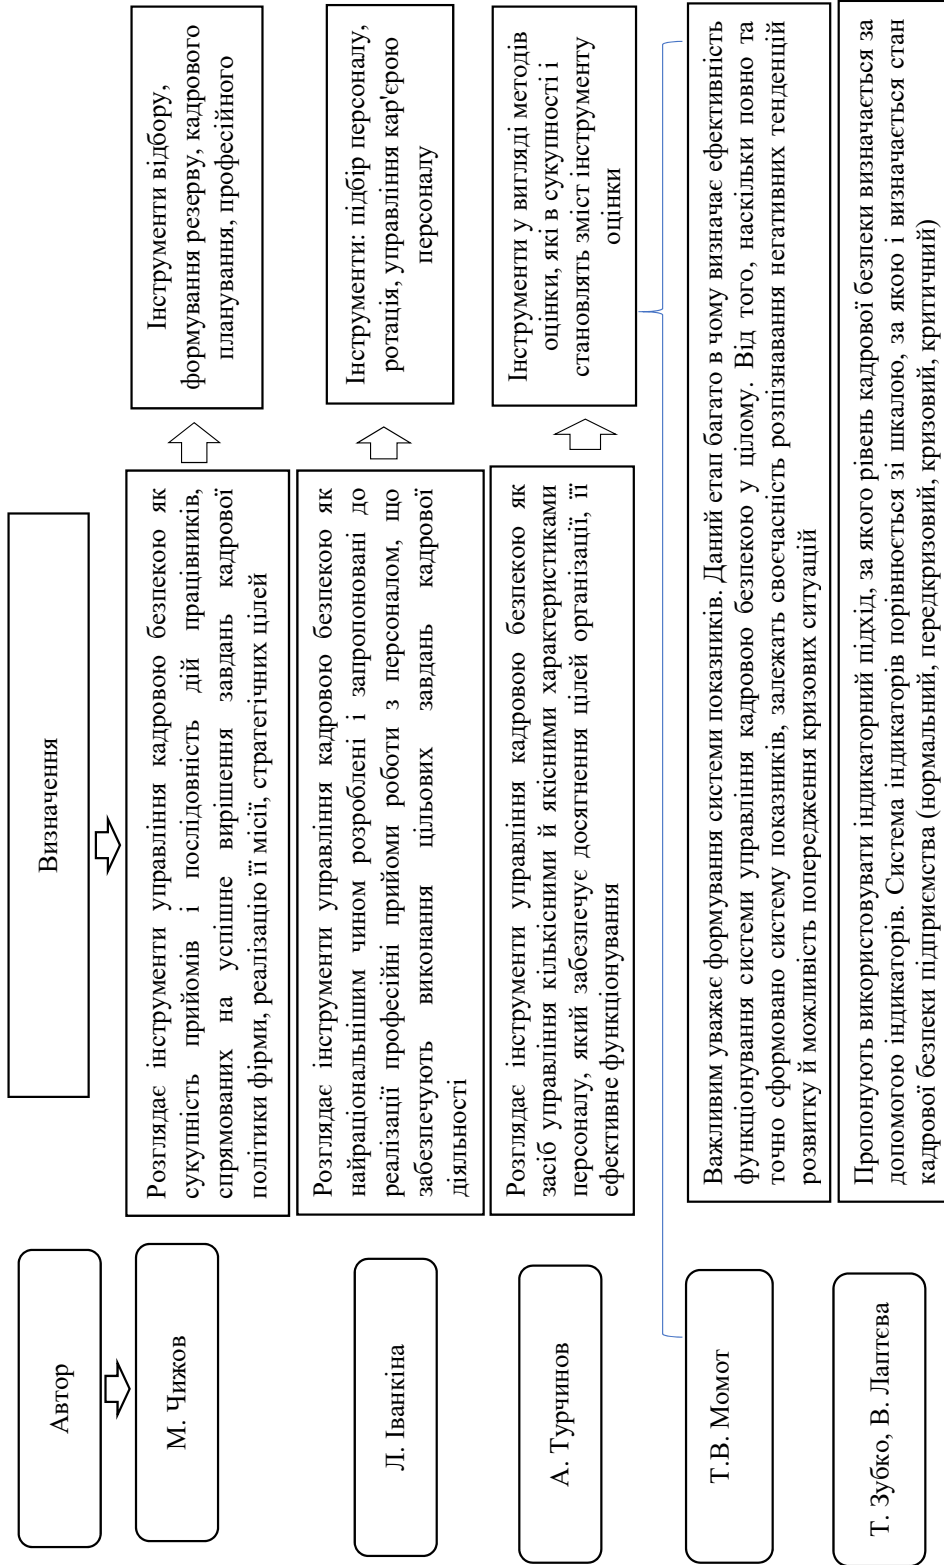 Автор
Визначення
М. Чижов
Розглядає інструменти управління кадровою безпекою як
сукупність прийомів і послідовність дій працівників,
спрямованих на успішне вирішення завдань кадрової
політики фірми, реалізацію її місії, стратегічних цілей
Інструменти відбору,
формування резерву, кадрового
планування, професійного
Л. Іванкіна
Розглядає інструменти управління кадровою безпекою як
найраціональнішим чином розроблені і запропоновані до
реалізації професійні прийоми роботи з персоналом, що
забезпечують виконання цільових завдань кадрової
діяльності
Інструменти: підбір персоналу,
ротація, управління кар'єрою
персоналу
А. Турчинов
Розглядає інструменти управління кадровою безпекою як
засіб управління кількісними й якісними характеристиками
персоналу, який забезпечує досягнення цілей організації, її
ефективне функціонування
Інструменти у вигляді методів
оцінки, які в сукупності і
становлять зміст інструменту
оцінки
Т.В. Момот
Важливим уважає формування системи показників. Даний етап багато в чому визначає ефективність
функціонування системи управління кадровою безпекою у цілому. Від того, наскільки повно та
точно сформовано систему показників, залежать своєчасність розпізнавання негативних тенденцій
розвитку й можливість попередження кризових ситуацій
Т. Зубко, В. Лаптєва
Пропонують використовувати індикаторний підхід, за якого рівень кадрової безпеки визначається за
допомогою індикаторів. Система індикаторів порівнюється зі шкалою, за якою і визначається стан
кадрової безпеки підприємства (нормальний, передкризовий, кризовий, критичний)